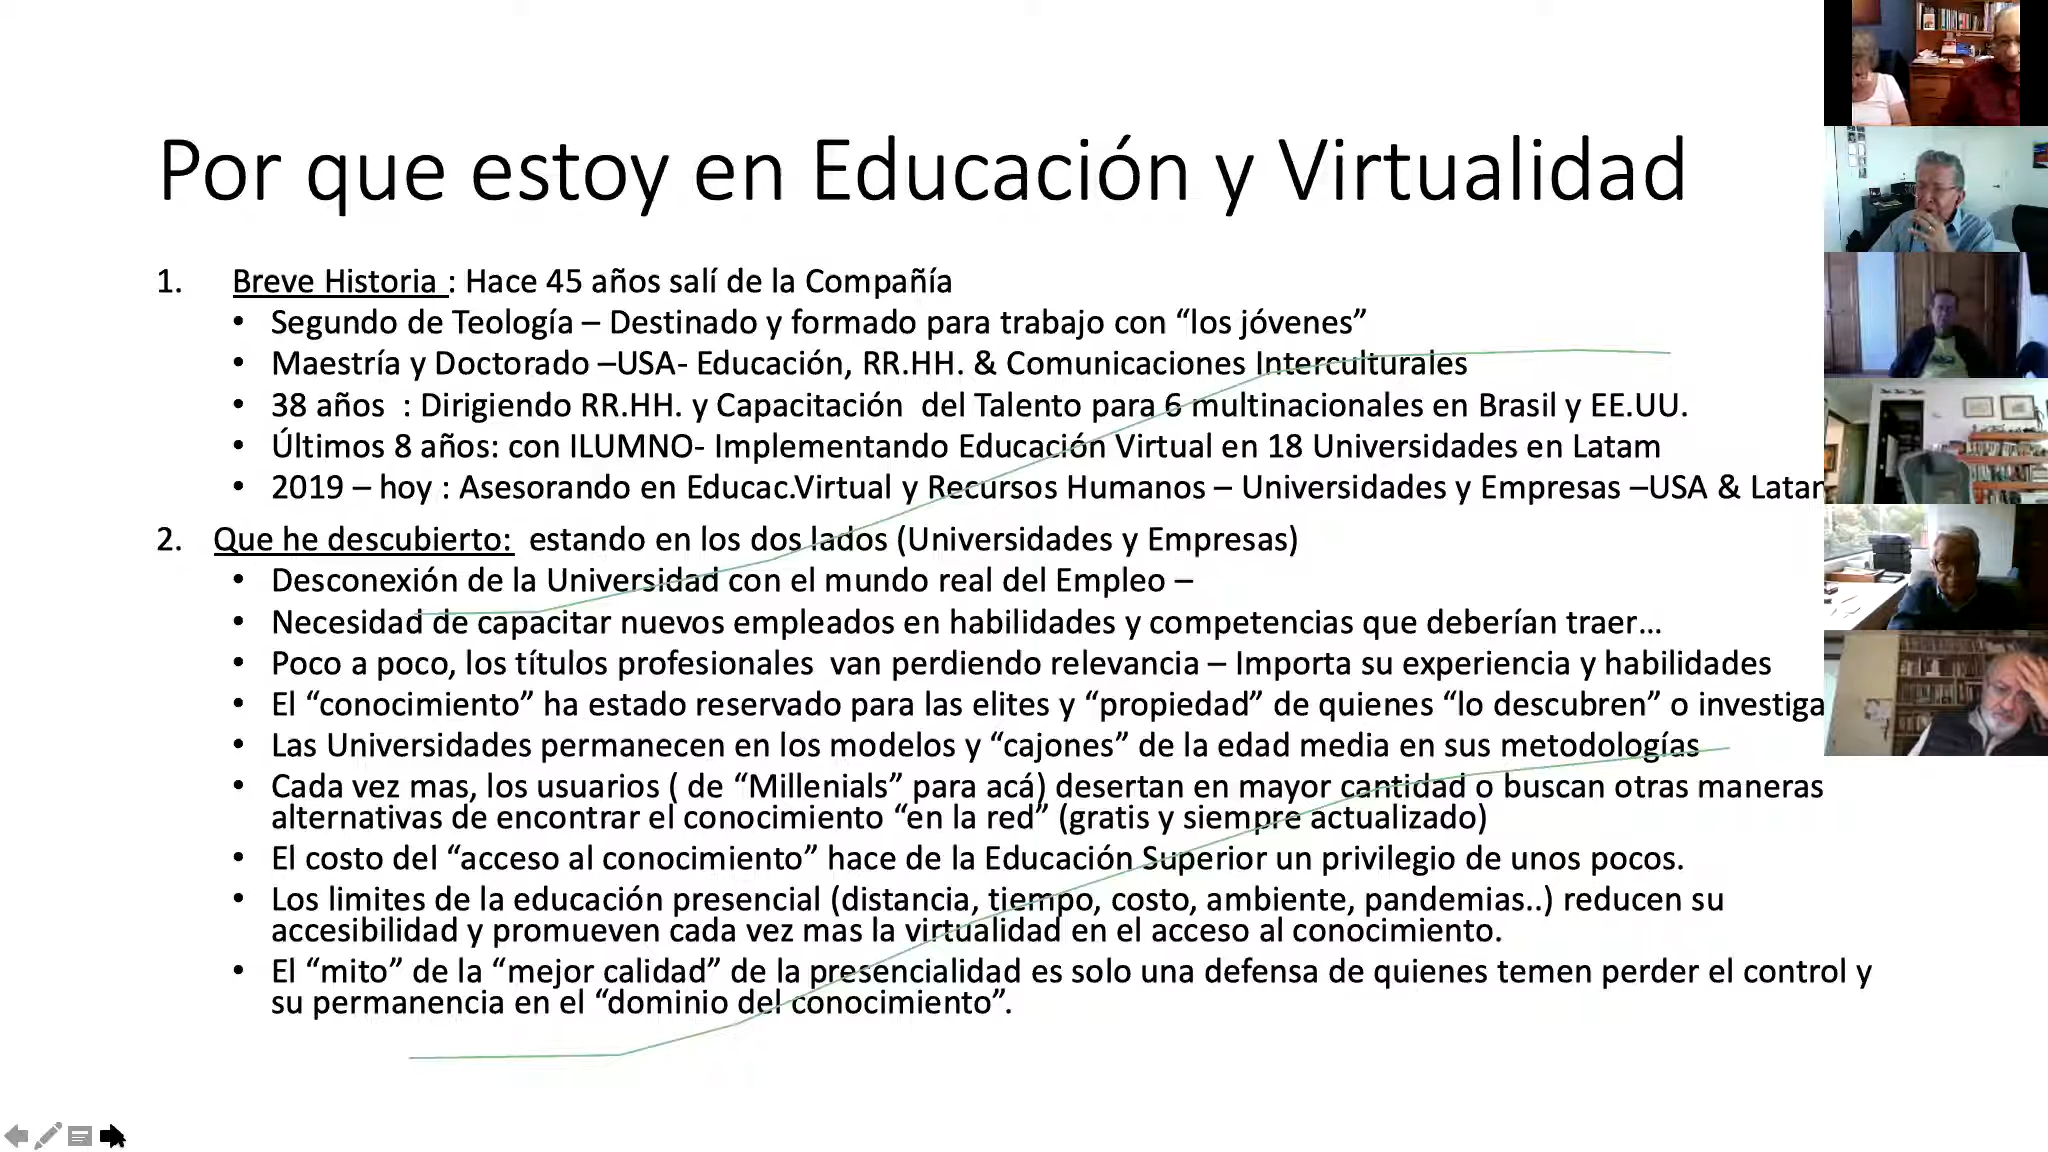 Por que estoy en Educación y Virtualidad
1. Breve Historia : Hace 45 años salí de la Compañía
• Segundo de Teología – Destinado y formado para trabajo con “los jóvenes”
• Maestría y Doctorado –USA- Educación, RR.HH. & Comunicaciones Interculturales
• 38 años : Dirigiendo RR.HH. y Capacitación del Talento para 6 multinacionales en Brasil y EE.UU.
• Últimos 8 años: con ILUMNO- Implementando Educación Virtual en 18 Universidades en Latam
• 2019 – hoy : Asesorando en Educac.Virtual y Recursos Humanos – Universidades y Empresas –USA &
2. Que he descubierto: estando en los dos lados (Universidades y Empresas)
• Desconexión de la Universidad con el mundo real del Empleo –
• Necesidad de capacitar nuevos empleados en habilidades y competencias que deberían traer…
• Poco a poco, los títulos profesionales van perdiendo relevancia – Importa su experiencia y habilidades
• El “conocimiento” ha estado reservado para las elites y “propiedad” de quienes “lo descubren” o
• Las Universidades permanecen en los modelos y “cajones” de la edad media en sus metodologías
• Cada vez mas, los usuarios ( de “Millenials” para acá) desertan en mayor cantidad o buscan otras maneras
alternativas de encontrar el conocimiento “en la red” (gratis y siempre actualizado)
• El costo del “acceso al conocimiento” hace de la Educación Superior un privilegio de unos pocos.
• Los limites de la educación presencial (distancia, tiempo, costo, ambiente, pandemias..) reducen su
accesibilidad y promueven cada vez mas la virtualidad en el acceso al conocimiento.
• El “mito” de la “mejor calidad” de la presencialidad es solo una defensa de quienes temen perder el control y
su permanencia en el “dominio del conocimiento”.